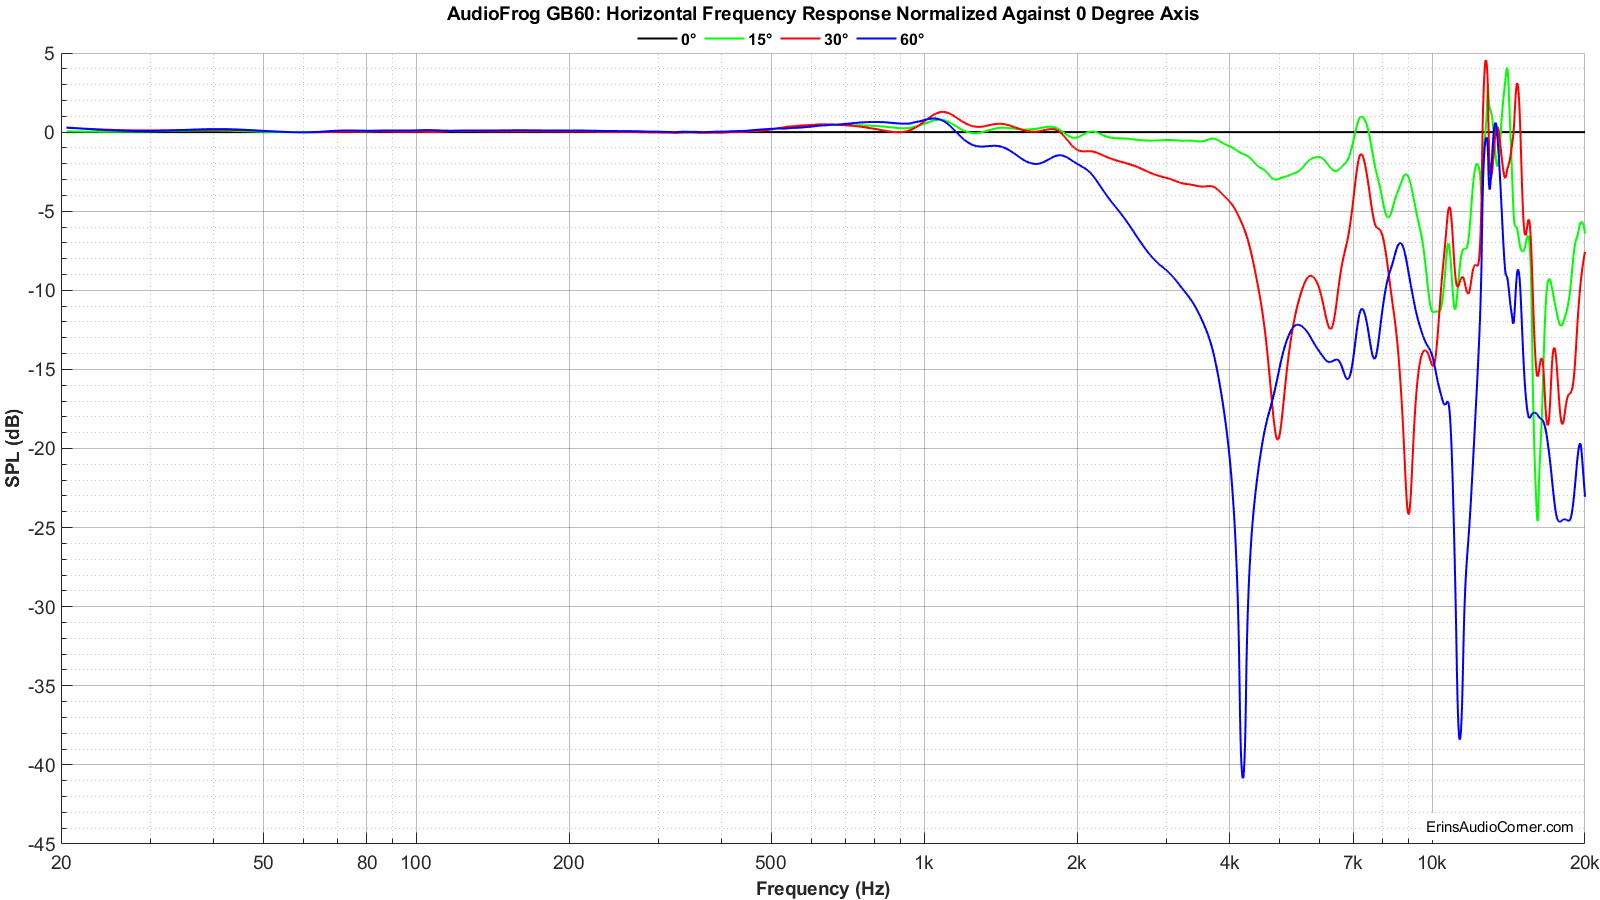 AudioFrog GB60: Horizontal Frequency Response Normalized Against 0 Degree Axis
0° 15° 30° 60°
5
0
-5
-10
-15
-20
-25
-30
-35
-40
-45
SPL (dB)
ErinsAudioCorner.com
20 50 80 100 200 500 1k 2k 4k 7k 10k 20k
Frequency (Hz)